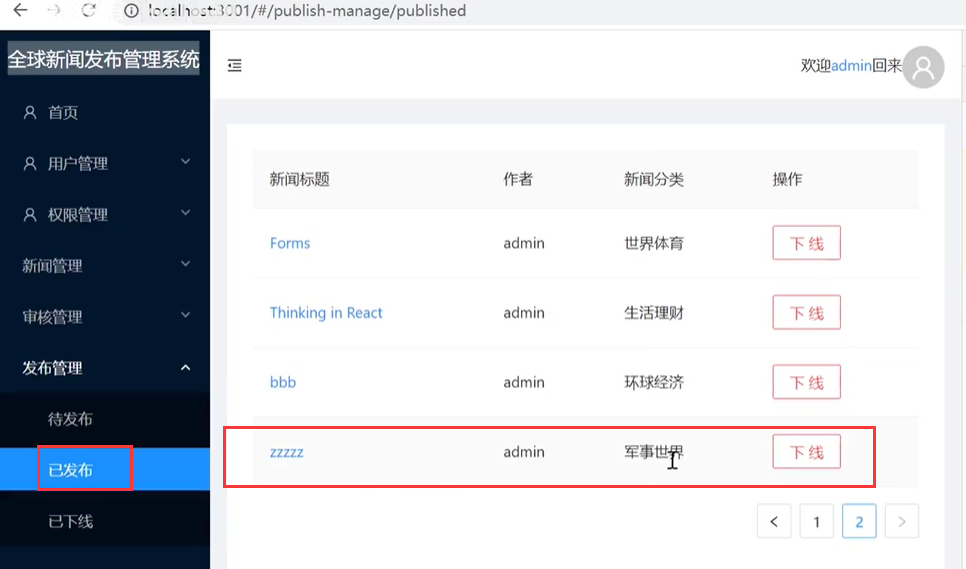 localhost:3001/#/publish-manage/published
全球新闻发布管理系统
欢迎admin回来
首页
用户管理
权限管理
新闻管理
审核管理
发布管理
待发布
已发布
已下线
新闻标题 作者 新闻分类 操作
Forms admin 世界体育 下线
Thinking in React admin 生活理财 下线
bbb admin 环球经济 下线
zzzzz admin 军事世界 下线
< 1 2 >